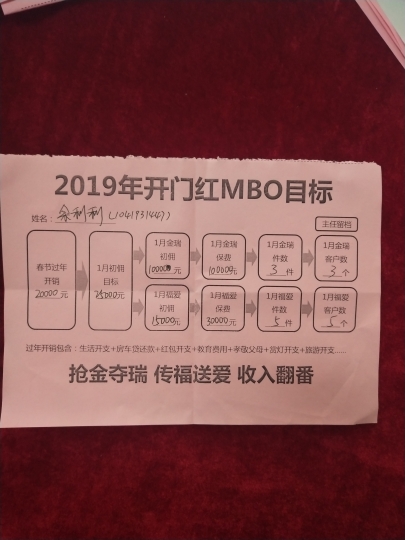 2019年开门红MBO目标
姓名：
主任留档
春节过年开销 20000元
1月初佣目标 25000元
1月金瑞初佣 10000元
1月金瑞保费 100000元
1月金瑞件数 3件
1月金瑞客户数 3个
1月福爱初佣 15000元
1月福爱保费 30000元
1月祖爱件数 5件
1月祖爱客户数 5个
过年开销包含：生活开支+房车贷还款+红包开支+教育费用+孝敬父母+赏灯开支+旅游开支......
抢金夺瑞 传福送爱 收入翻番